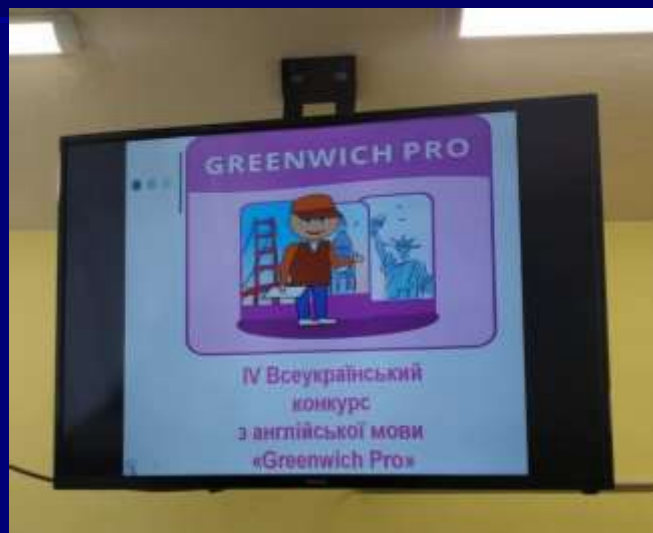 GREENWICH PRO
IV Всеукраїнський
конкурс
з англійської мови
«Greenwich Pro»